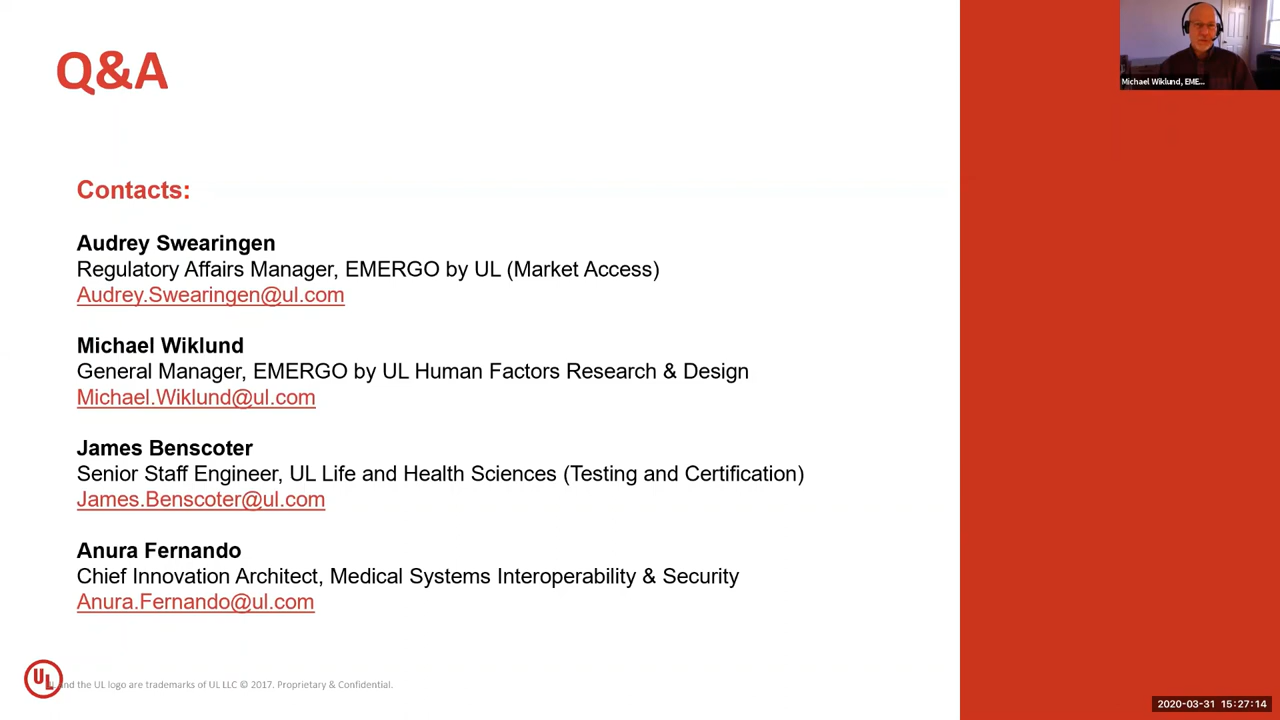 Q&A
Michael Wiklund, EME...
Contacts:
Audrey Swearingen
Regulatory Affairs Manager, EMERGO by UL (Market Access)
Audrey.Swearingen@ul.com
Michael Wiklund
General Manager, EMERGO by UL Human Factors Research & Design
Michael.Wiklund@ul.com
James Benscoter
Senior Staff Engineer, UL Life and Health Sciences (Testing and Certification)
James.Benscoter@ul.com
Anura Fernando
Chief Innovation Architect, Medical Systems Interoperability & Security
Anura.Fernando@ul.com
UL
and the UL logo are trademarks of UL LLC © 2017. Proprietary & Confidential.
2020-03-31 15:27:14